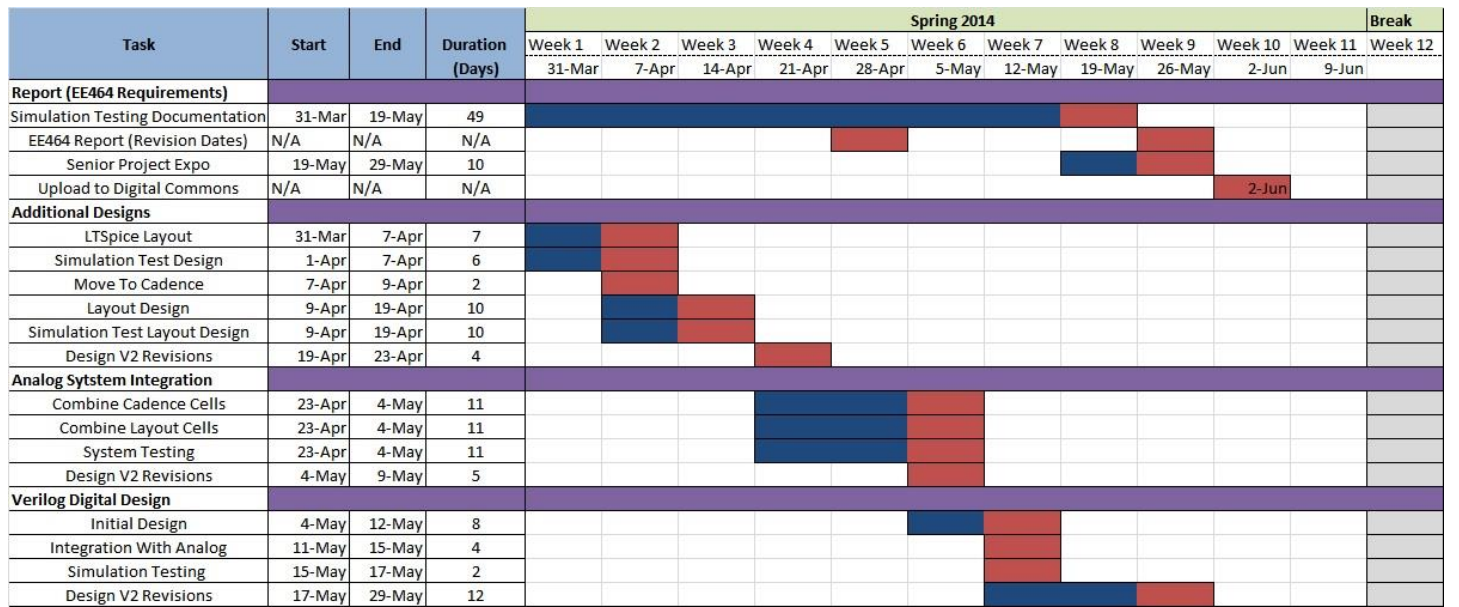 Task Start End Duration (Days) Spring 2014 Break
Week 1 Week 2 Week 3 Week 4 Week 5 Week 6 Week 7 Week 8 Week 9 Week 10 Week 11 Week 12
31-Mar 7-Apr 14-Apr 21-Apr 28-Apr 5-May 12-May 19-May 26-May 2-Jun 9-Jun
Report (EE464 Requirements)
Simulation Testing Documentation 31-Mar 19-May 49
EE464 Report (Revision Dates) N/A N/A N/A
Senior Project Expo 19-May 29-May 10
Upload to Digital Commons N/A N/A N/A 2-Jun
Additional Designs
LTSpice Layout 31-Mar 7-Apr 7
Simulation Test Design 1-Apr 7-Apr 6
Move To Cadence 7-Apr 9-Apr 2
Layout Design 9-Apr 19-Apr 10
Simulation Test Layout Design 9-Apr 19-Apr 10
Design V2 Revisions 19-Apr 23-Apr 4
Analog Sytstem Integration
Combine Cadence Cells 23-Apr 4-May 11
Combine Layout Cells 23-Apr 4-May 11
System Testing 23-Apr 4-May 11
Design V2 Revisions 4-May 9-May 5
Verilog Digital Design
Initial Design 4-May 12-May 8
Integration With Analog 11-May 15-May 4
Simulation Testing 15-May 17-May 2
Design V2 Revisions 17-May 29-May 12